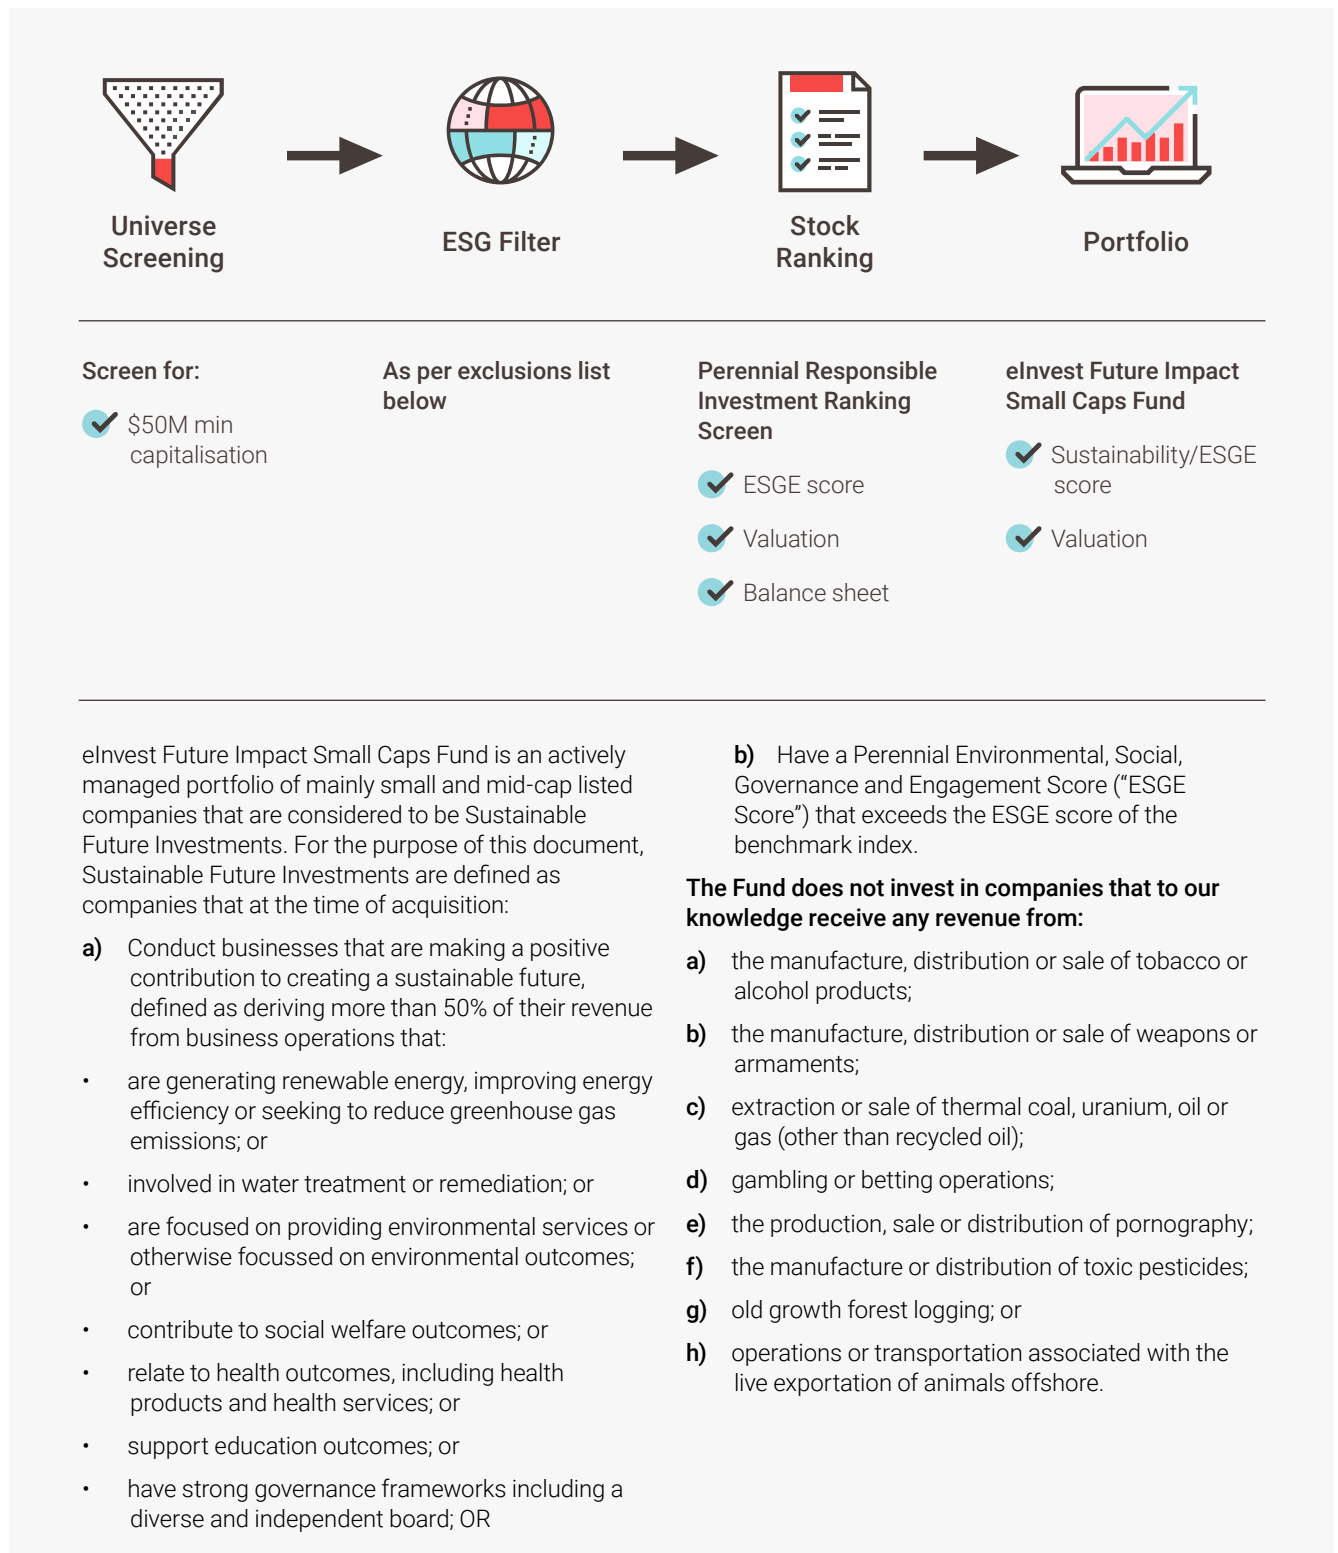 Universe
Screening
ESG Filter
Stock
Ranking
Portfolio
Screen for:
$50M min
capitalisation
As per exclusions list
below
Perennial Responsible
Investment Ranking
Screen
ESGE score
Valuation
Balance sheet
eInvest Future Impact
Small Caps Fund
Sustainability/ESGE
score
Valuation
eInvest Future Impact Small Caps Fund is an actively
managed portfolio of mainly small and mid-cap listed
companies that are considered to be Sustainable
Future Investments. For the purpose of this document,
Sustainable Future Investments are defined as
companies that at the time of acquisition:
a) Conduct businesses that are making a positive
contribution to creating a sustainable future,
defined as deriving more than 50% of their revenue
from business operations that:
• are generating renewable energy, improving energy
efficiency or seeking to reduce greenhouse gas
emissions; or
• involved in water treatment or remediation; or
• are focused on providing environmental services or
otherwise focussed on environmental outcomes;
or
• contribute to social welfare outcomes; or
• relate to health outcomes, including health
products and health services; or
• support education outcomes; or
• have strong governance frameworks including a
diverse and independent board; OR
b) Have a Perennial Environmental, Social,
Governance and Engagement Score (“ESGE
Score”) that exceeds the ESGE score of the
benchmark index.
The Fund does not invest in companies that to our
knowledge receive any revenue from:
a) the manufacture, distribution or sale of tobacco or
alcohol products;
b) the manufacture, distribution or sale of weapons or
armaments;
c) extraction or sale of thermal coal, uranium, oil or
gas (other than recycled oil);
d) gambling or betting operations;
e) the production, sale or distribution of pornography;
f) the manufacture or distribution of toxic pesticides;
g) old growth forest logging; or
h) operations or transportation associated with the
live exportation of animals offshore.